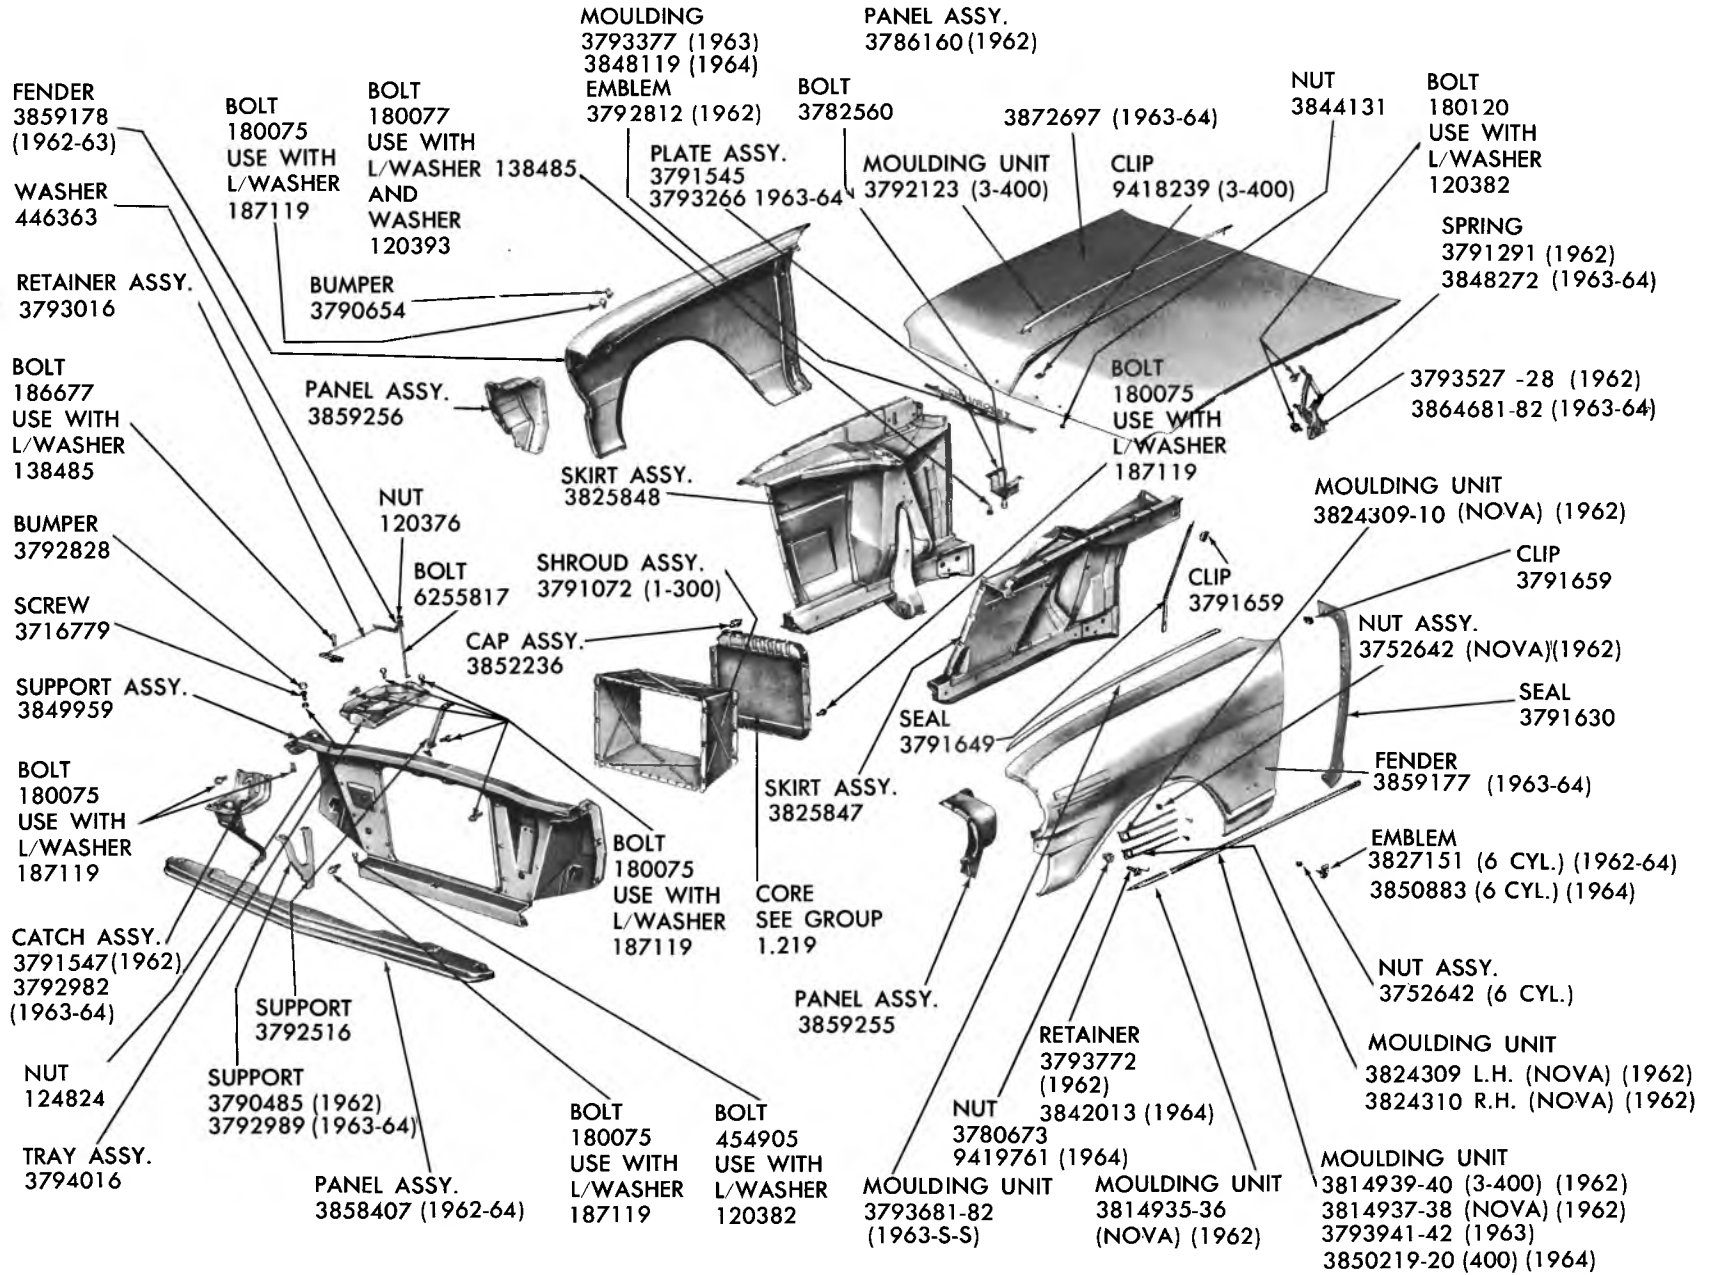 MOULDING
3793377 (1963)
3848119 (1964)
EMBLEM
3792812 (1962)
PANEL ASSY.
3786160 (1962)
3872697 (1963-64)
FENDER
3859178
(1962-63)
BOLT
180075
USE WITH
L/WASHER
187119
BOLT
180077
USE WITH
L/WASHER 138485
AND
WASHER
120393
PLATE ASSY.
3791545
3793266 1963-64
BOLT
3782560
MOULDING UNIT
3792123 (3-400)
CLIP
9418239 (3-400)
NUT
3844131
BOLT
180120
USE WITH
L/WASHER
120382
WASHER
446363
SPRING
3791291 (1962)
3848272 (1963-64)
RETAINER ASSY.
3793016
BUMPER
3790654
BOLT
186677
USE WITH
L/WASHER
138485
PANEL ASSY.
3859256
BOLT
180075
USE WITH
L/WASHER
187119
3793527 -28 (1962)
3864681-82 (1963-64)
CHEVROLET
SKIRT ASSY.
3825848
NUT
120376
MOULDING UNIT
3824309-10 (NOVA) (1962)
BUMPER
3792828
BOLT
6255817
SHROUD ASSY.
3791072 (1-300)
CLIP
3791659
CLIP
3791659
SCREW
3716779
CAP ASSY.
3852236
NUT ASSY.
3752642 (NOVA)(1962)
SUPPORT ASSY.
3849959
SEAL
3791649
SEAL
3791630
BOLT
180075
USE WITH
L/WASHER
187119
SKIRT ASSY.
3825847
FENDER
3859177 (1963-64)
BOLT
180075
USE WITH
L/WASHER
187119
CORE
SEE GROUP
1.219
EMBLEM
3827151 (6 CYL.) (1962-64)
3850883 (6 CYL.) (1964)
CATCH ASSY.
3791547(1962)
3792982
(1963-64)
SUPPORT
3792516
PANEL ASSY.
3859255
NUT ASSY.
3752642 (6 CYL.)
NUT
124824
SUPPORT
3790485 (1962)
3792989 (1963-64)
RETAINER
3793772
(1962)
3842013 (1964)
MOULDING UNIT
3824309 L.H. (NOVA) (1962)
3824310 R.H. (NOVA) (1962)
TRAY ASSY.
3794016
PANEL ASSY.
3858407 (1962-64)
BOLT
180075
USE WITH
L/WASHER
187119
BOLT
454905
USE WITH
L/WASHER
120382
NUT
3780673
9419761 (1964)
MOULDING UNIT
3793681-82
(1963-S-S)
MOULDING UNIT
3814935-36
(NOVA) (1962)
MOULDING UNIT
3814939-40 (3-400) (1962)
3814937-38 (NOVA) (1962)
3793941-42 (1963)
3850219-20 (400) (1964)